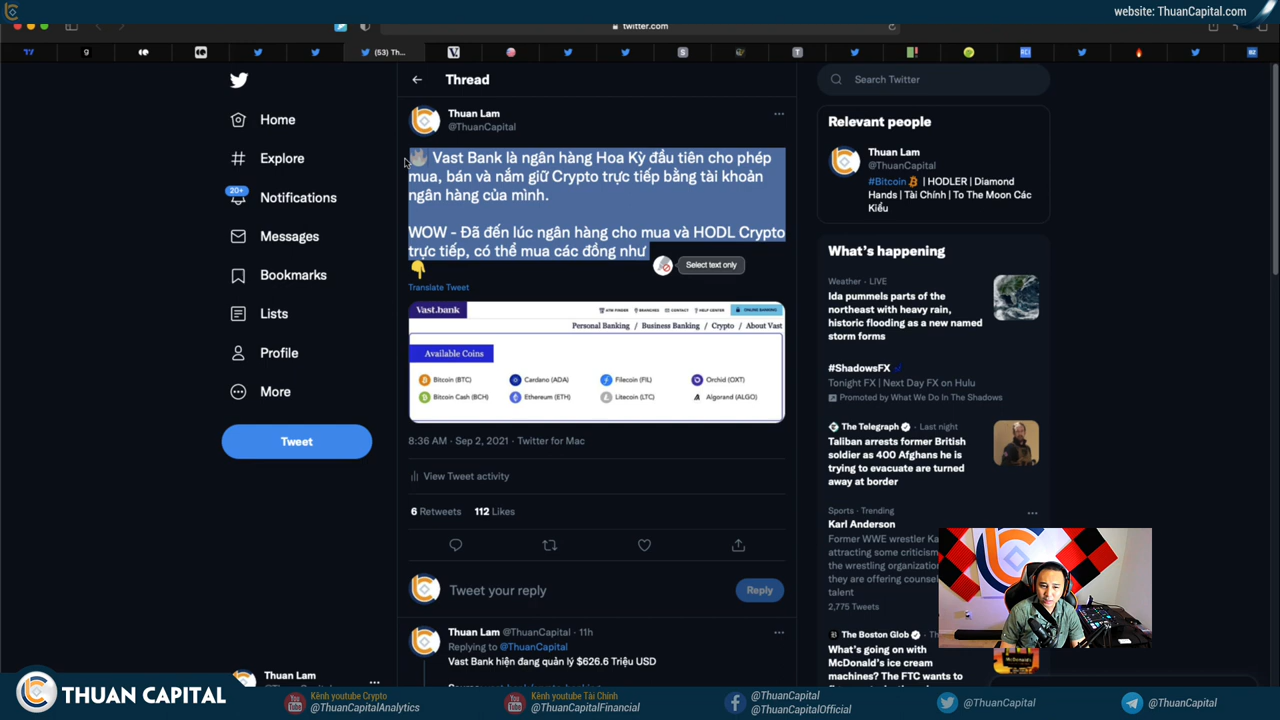 website: ThuanCapital.com
twitter.com
(53) Th...
Thread
Search Twitter
Home
Explore
20+
Notifications
Messages
Bookmarks
Lists
Profile
More
Tweet
Thuan Lam
@ThuanCapital
Vast Bank là ngân hàng Hoa Kỳ đầu tiên cho phép
mua, bán và nắm giữ Crypto trực tiếp bằng tài khoản
ngân hàng của mình.
WOW - Đã đến lúc ngân hàng cho mua và HODL Crypto
trực tiếp, có thể mua các đồng như
Select text only
Translate Tweet
Vast.bank
ATM FINDER
BRANCHES
CONTACT
HELP CENTER
ONLINE BANKING
Personal Banking / Business Banking / Crypto / About Vast
Available Coins
Bitcoin (BTC)
Cardano (ADA)
Filecoin (FIL)
Orchid (OXT)
Bitcoin Cash (BCH)
Ethereum (ETH)
Litecoin (LTC)
Algorand (ALGO)
8:36 AM · Sep 2, 2021 · Twitter for Mac
View Tweet activity
6 Retweets 112 Likes
Tweet your reply
Reply
Thuan Lam @ThuanCapital · 11h
Replying to @ThuanCapital
Vast Bank hiện đang quản lý $626.6 Triệu USD
Relevant people
Thuan Lam
@ThuanCapital
#Bitcoin | HODLER | Diamond
Hands | Tài Chính | To The Moon Các
Kiểu
What's happening
Weather · LIVE
Ida pummels parts of the
northeast with heavy rain,
historic flooding as a new named
storm forms
#ShadowsFX
Tonight FX | Next Day FX on Hulu
Promoted by What We Do In The Shadows
The Telegraph · Last night
Taliban arrests former British
soldier as 400 Afghans he is
trying to evacuate are turned
away at border
Sports · Trending
Karl Anderson
Former WWE wrestler
attracting some criticism
the wrestling organization
they are offering
talent
2,775 Tweets
The Boston Glob
What's going on with
McDonald's ice cream
machines? The FTC wants to
Thuan Lam
THUAN CAPITAL
Kênh youtube Crypto
@ThuanCapitalAnalytics
Kênh youtube Tài Chính
@ThuanCapitalFinancial
@ThuanCapital
@ThuanCapitalOfficial
@ThuanCapital
@ThuanCapital